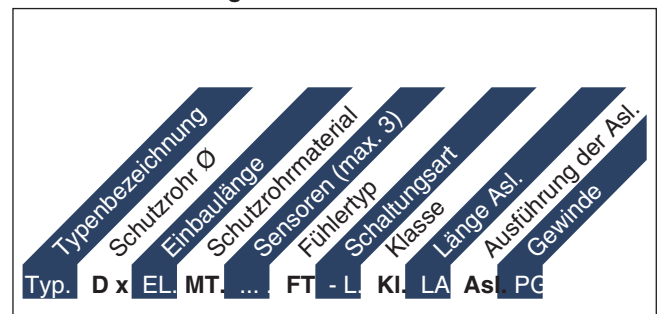 Typenbezeichnung
Schutzrohr Ø
Einbaulänge
Schutzrohrmaterial
Sensoren (max. 3)
Fühlertyp
Schaltungsart
Klasse
Länge Asl.
Ausführung der Asl.
Gewinde
Typ. D x EL. MT. ... . FT - L. Kl. LA Asl. PG